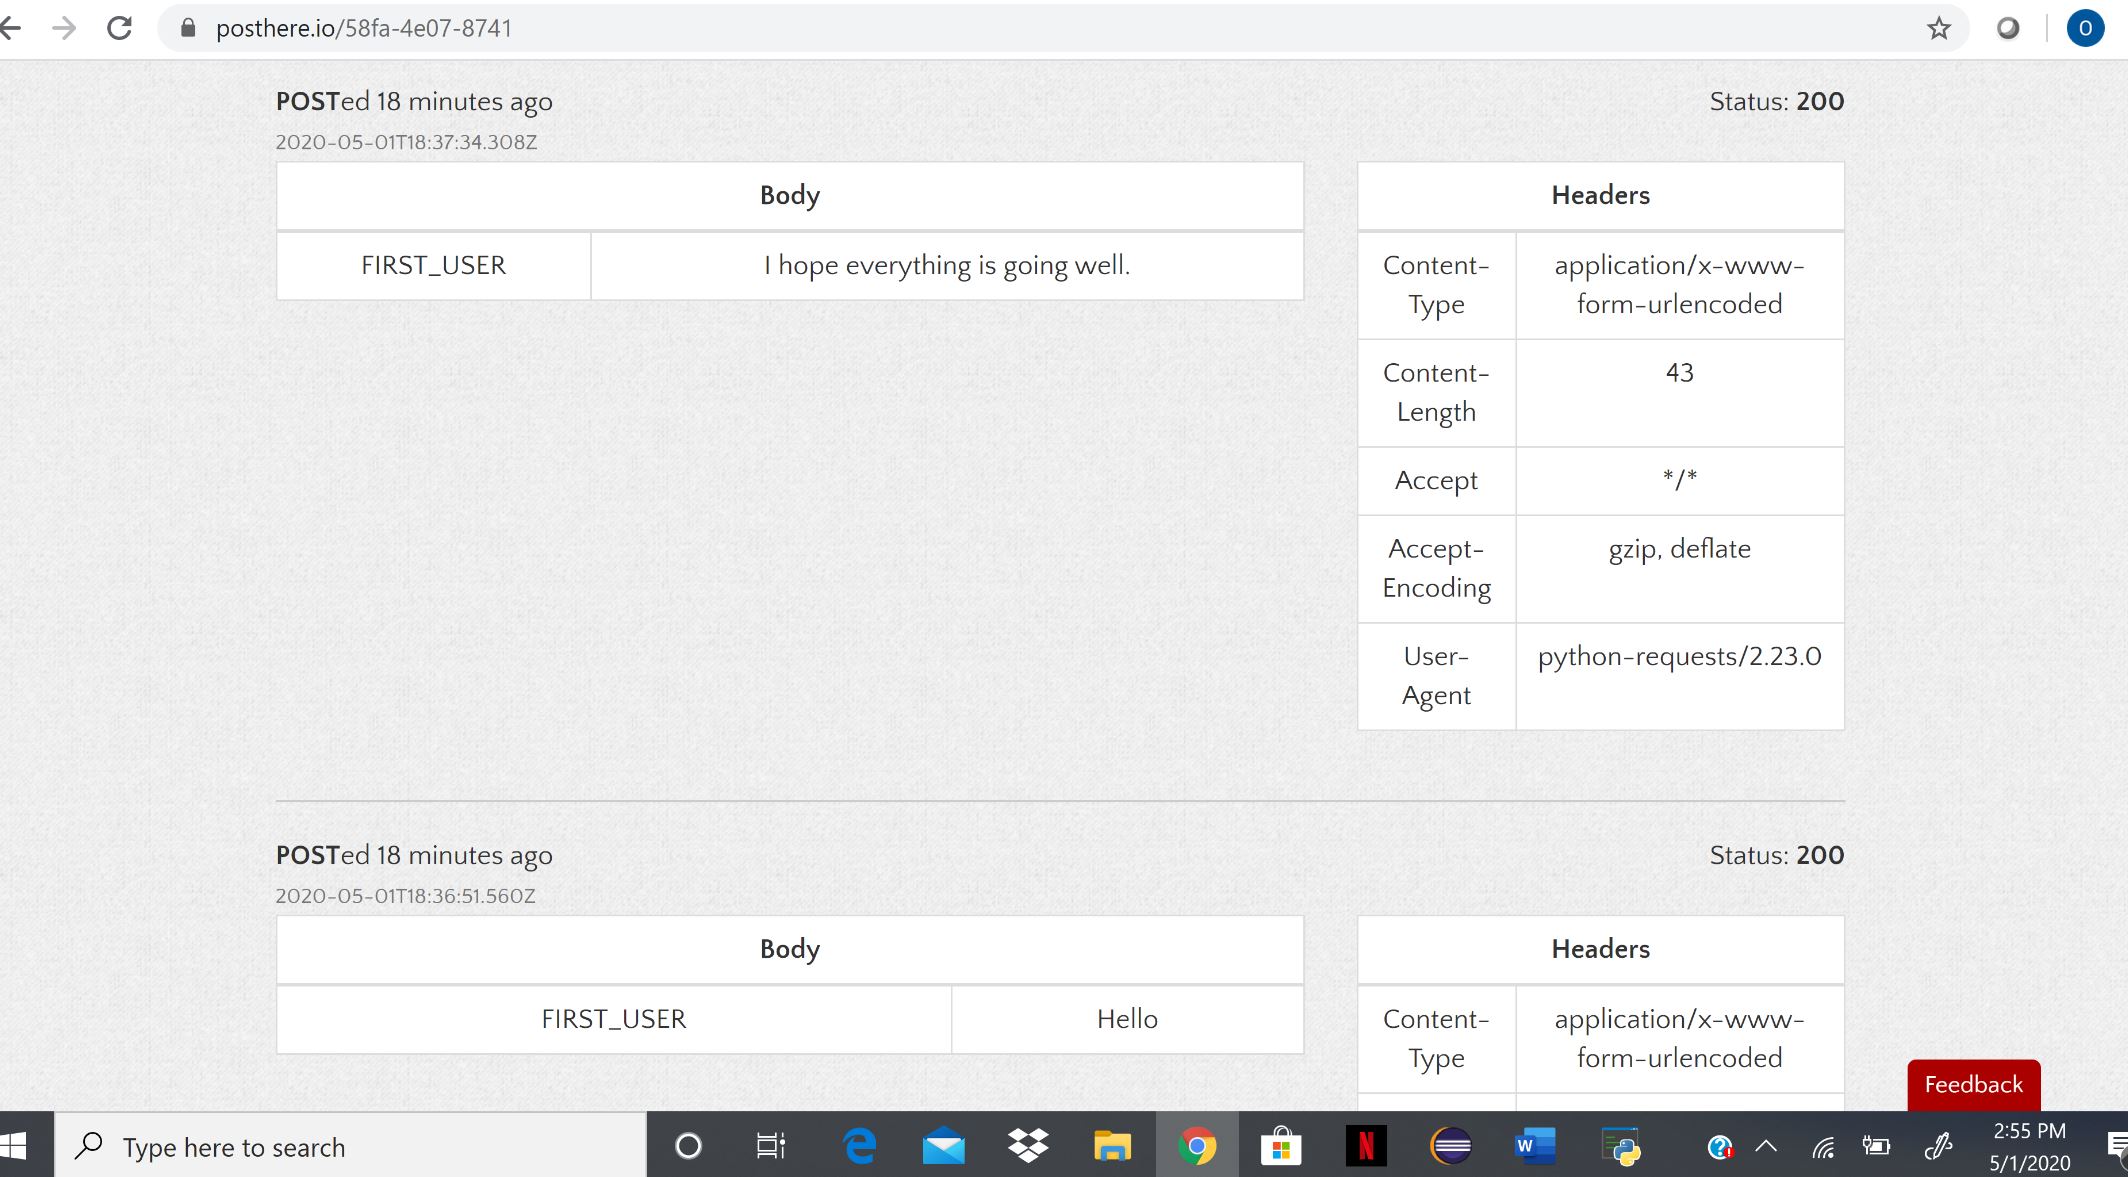 posthere.io/58fa-4e07-8741
O
POSTed 18 minutes ago
Status: 200
2020-05-01T18:37:34.308Z
Body
Headers
FIRST_USER
I hope everything is going well.
Content-
Type
application/x-www-
form-urlencoded
Content-
Length
43
Accept
*/*
Accept-
Encoding
gzip, deflate
User-
Agent
python-requests/2.23.0
POSTed 18 minutes ago
Status: 200
2020-05-01T18:36:51.560Z
Body
Headers
FIRST_USER
Hello
Content-
Type
application/x-www-
form-urlencoded
Feedback
Type here to search
N
W
2:55 PM
5/1/2020